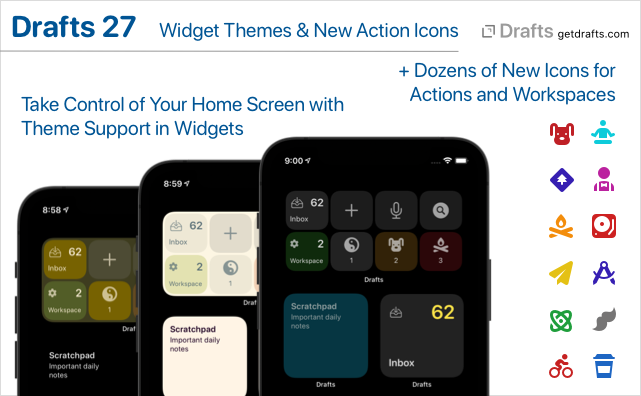 Drafts 27
Widget Themes & New Action Icons
Drafts getdrafts.com
+ Dozens of New Icons for
Actions and Workspaces
Take Control of Your Home Screen with
Theme Support in Widgets
8:58
62
Inbox
2
Workspace
1
Drafts
Scratchpad
Important daily
notes
8:59
62
Inbox
2
Workspace
1
Drafts
Scratchpad
Important daily
notes
9:00
62
Inbox
2
Workspace
1
2
3
Drafts
Scratchpad
Important daily
notes
62
Inbox
Drafts
Drafts